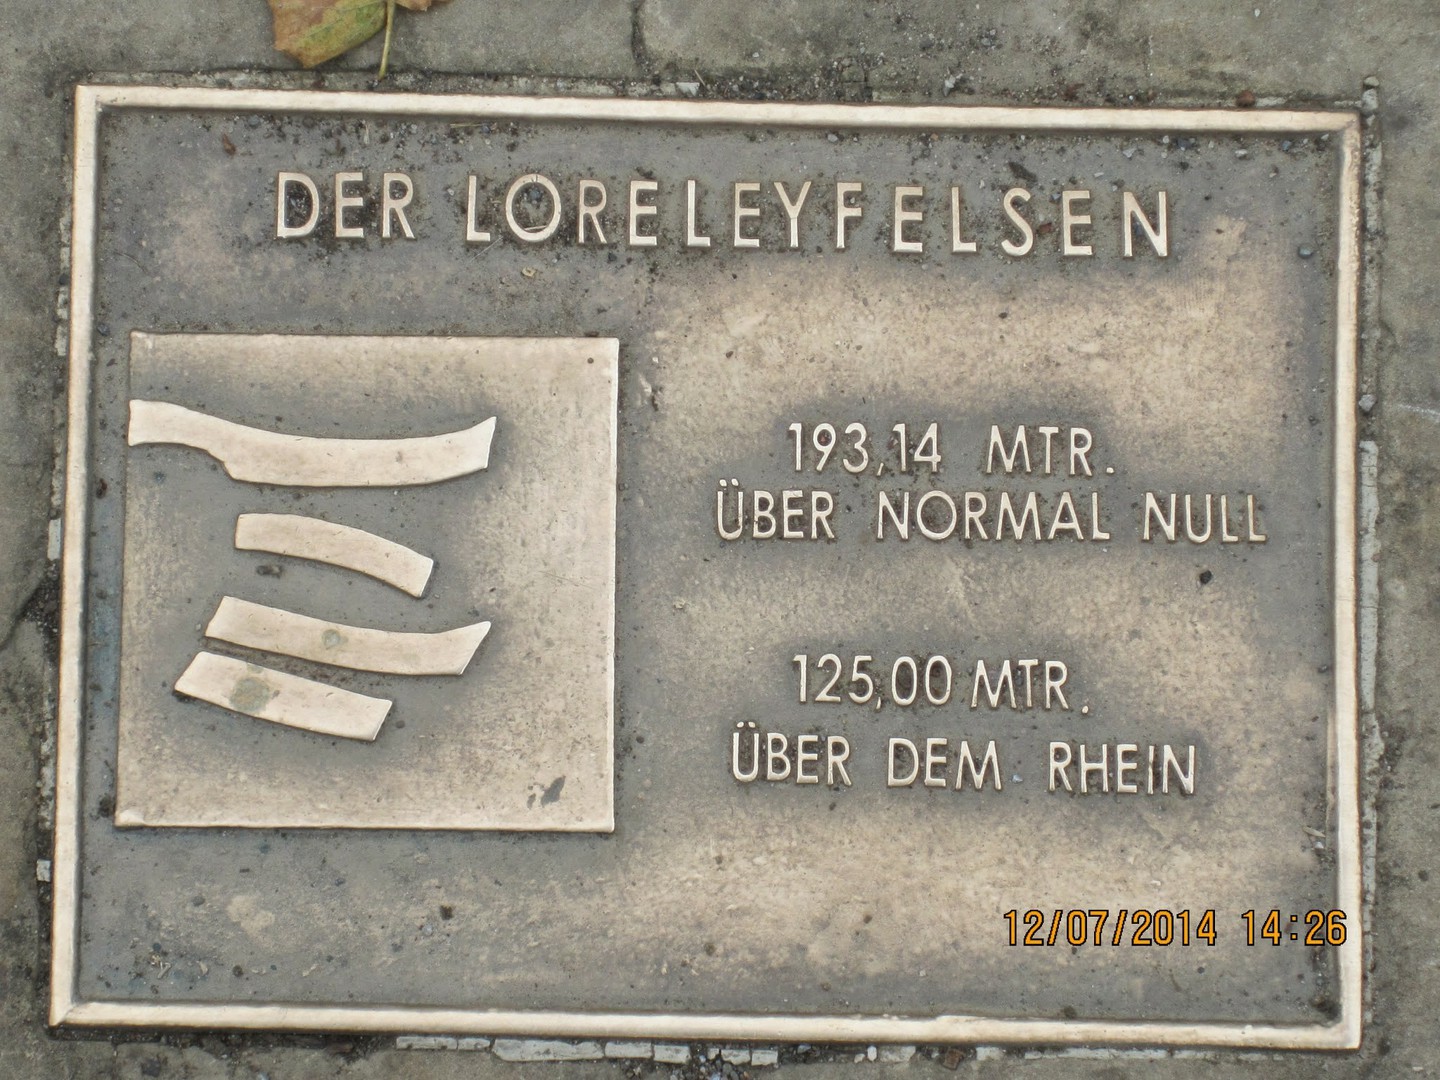 DER LORELEYFELSEN
193,14 MTR.
ÜBER NORMAL NULL
125,00 MTR.
ÜBER DEM RHEIN
12/07/2014 14:26